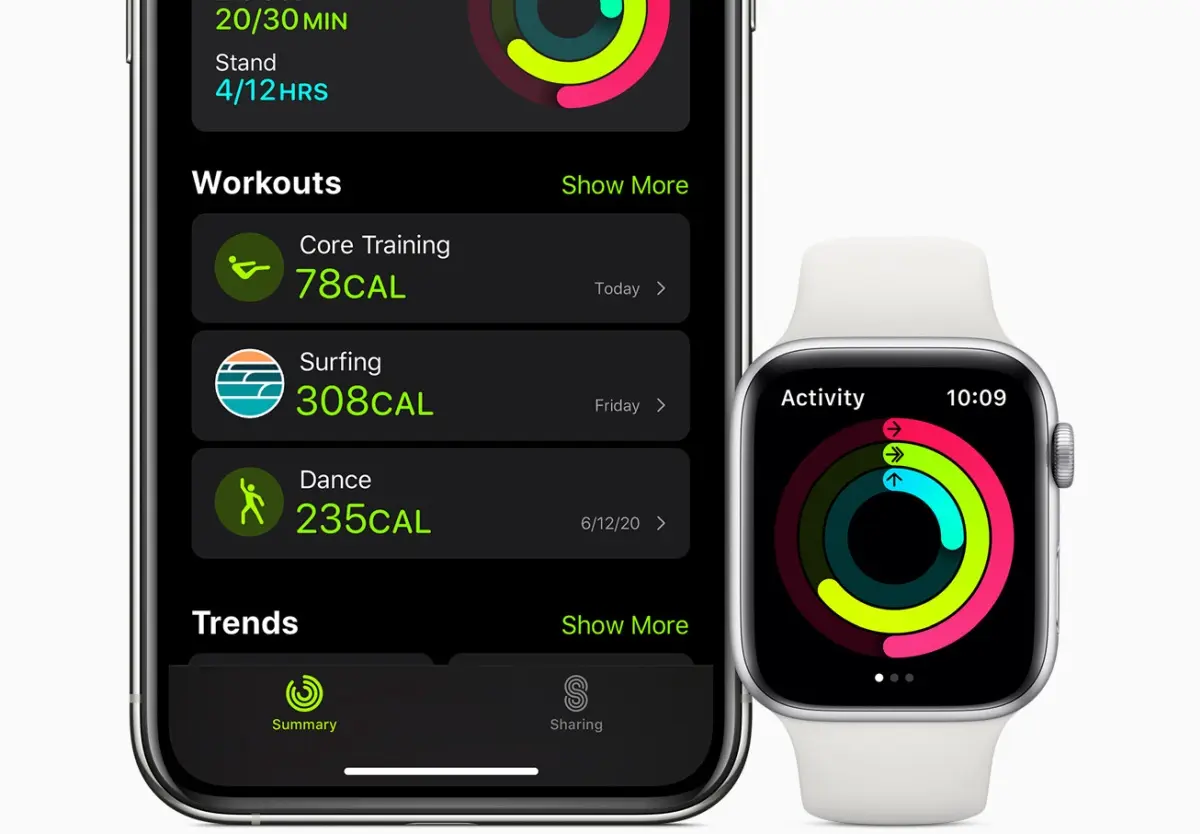 20/30MIN
Stand
4/12HRS
Workouts
Show More
Core Training
78CAL
Today
Surfing
308CAL
Friday
Dance
235CAL
6/12/20
Trends
Show More
Summary
Sharing
Activity
10:09